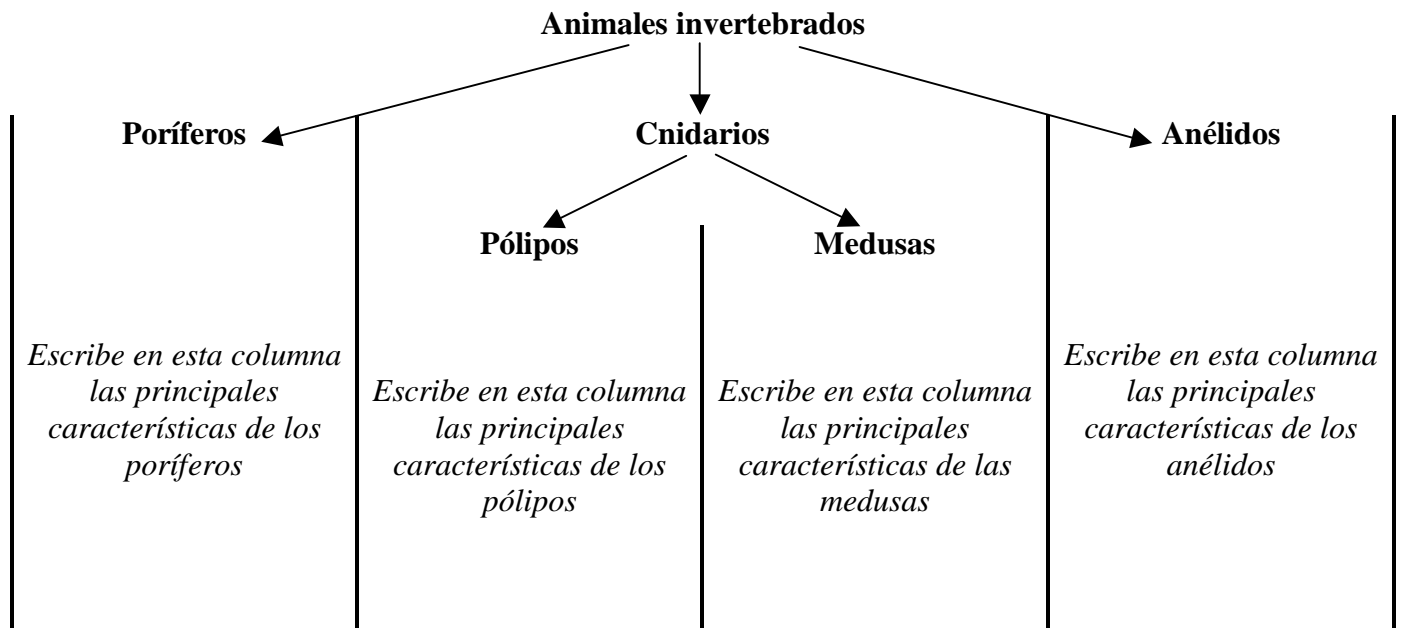 Animales invertebrados
Poríferos
Cnidarios
Anélidos
Pólipos
Medusas
Escribe en esta columna
las principales
características de los
poríferos
Escribe en esta columna
las principales
características de los
pólipos
Escribe en esta columna
las principales
características de las
medusas
Escribe en esta columna
las principales
características de los
anélidos